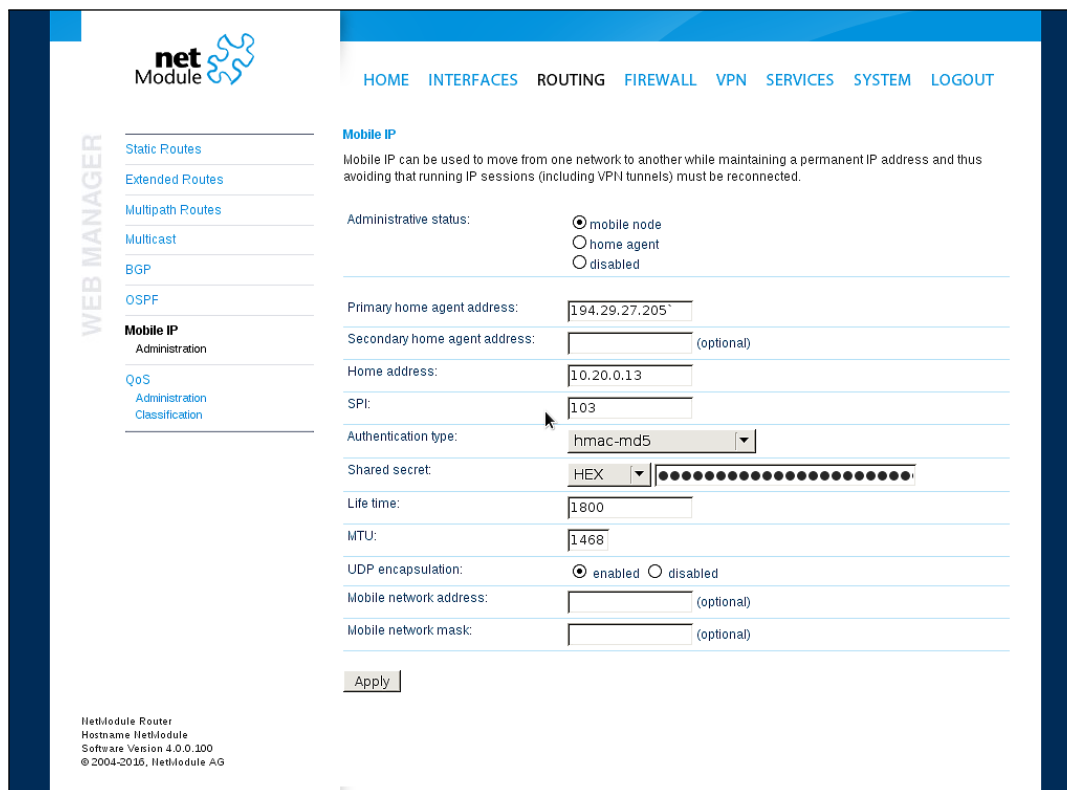 net
Module
HOME INTERFACES ROUTING FIREWALL VPN SERVICES SYSTEM LOGOUT
WEB MANAGER
Static Routes
Extended Routes
Multipath Routes
Multicast
BGP
OSPF
Mobile IP
Administration
QoS
Administration
Classification
Mobile IP
Mobile IP can be used to move from one network to another while maintaining a permanent IP address and thus
avoiding that running IP sessions (including VPN tunnels) must be reconnected.
Administrative status:
mobile node
home agent
disabled
Primary home agent address: 194.29.27.205`
Secondary home agent address: (optional)
Home address: 10.20.0.13
SPI: 103
Authentication type: hmac-md5
Shared secret: HEX ●●●●●●●●●●●●●●●●●●●●●
Life time: 1800
MTU: 1468
UDP encapsulation: enabled disabled
Mobile network address: (optional)
Mobile network mask: (optional)
Apply
NetModule Router
Hostname NetModule
Software Version 4.0.0.100
© 2004-2016, NetModule AG